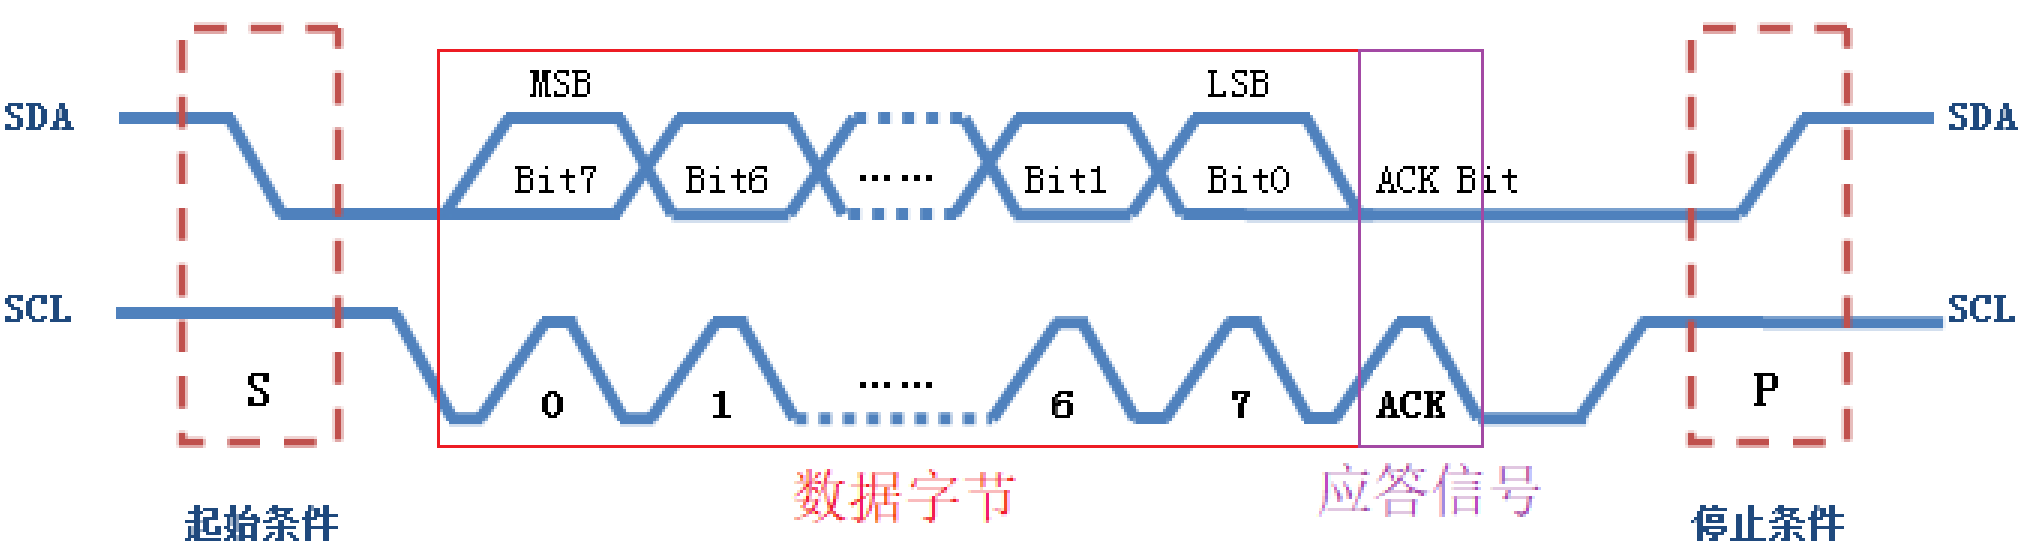 MSB LSB
SDA SDA
Bit7 Bit6 …… Bit1 Bit0 ACK Bit
SCL SCL
S 0 1 …… 6 7 ACK P
数据字节 应答信号
起始条件 停止条件